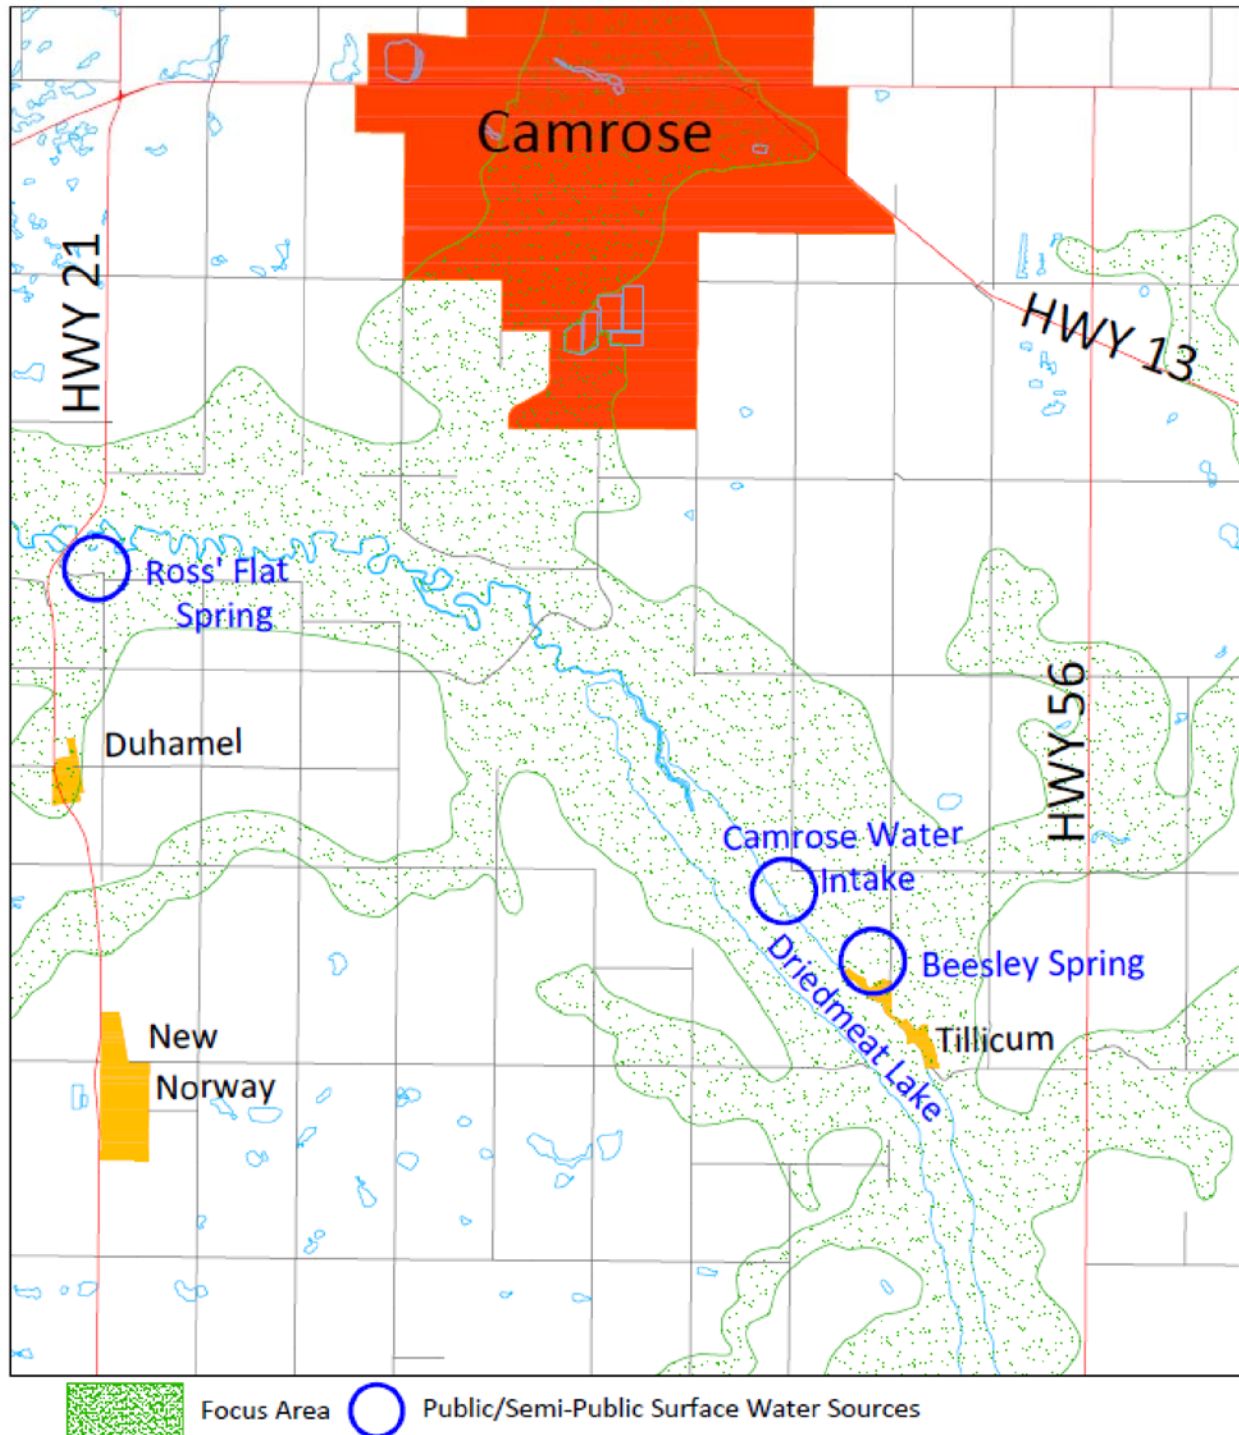 Camrose
HWY 21
HWY 13
Ross' Flat
Spring
HWY 56
Duhamel
Camrose Water
Intake
Driedmeat Lake
Beesley Spring
Tillicum
New
Norway
Focus Area
Public/Semi-Public Surface Water Sources